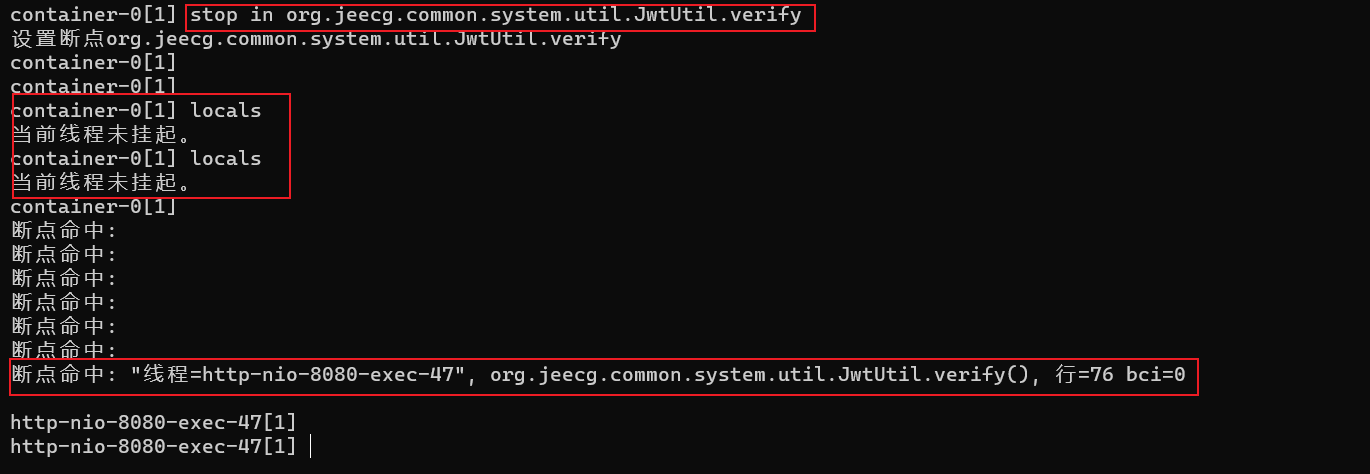 container-0[1] stop in org.jeecg.common.system.util.JwtUtil.verify
设置断点org.jeecg.common.system.util.JwtUtil.verify
container-0[1]
container-0[1]
container-0[1] locals
当前线程未挂起。
container-0[1] locals
当前线程未挂起。
container-0[1]
断点命中:
断点命中:
断点命中:
断点命中:
断点命中:
断点命中:
断点命中: "线程=http-nio-8080-exec-47", org.jeecg.common.system.util.JwtUtil.verify(), 行=76 bci=0
http-nio-8080-exec-47[1]
http-nio-8080-exec-47[1]